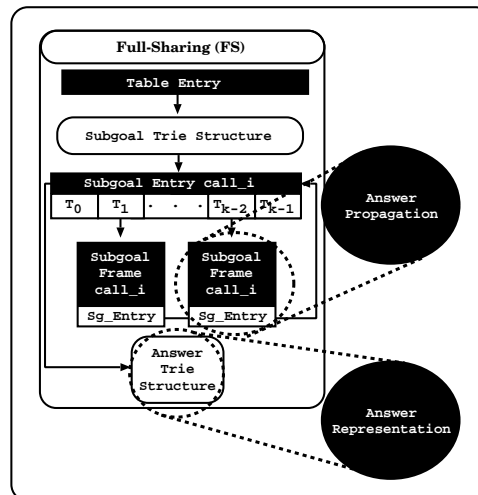 Full-Sharing (FS)
Table Entry
Subgoal Trie Structure
Subgoal Entry call_i
T0 T1 . . . Tk-2 Tk-1
Subgoal
Frame
call_i
Sg_Entry
Subgoal
Frame
call_i
Sg_Entry
Answer
Trie
Structure
Answer
Propagation
Answer
Representation